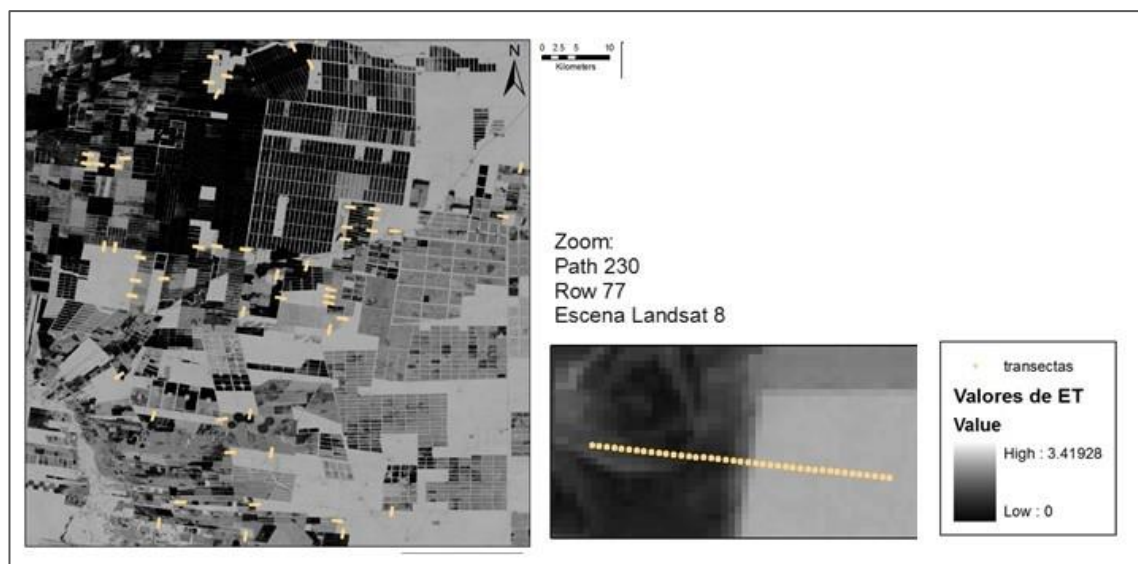 N
0 2.5 5 10
Kilometers
Zoom:
Path 230
Row 77
Escena Landsat 8
transectas
Valores de ET
Value
High : 3.41928
Low : 0